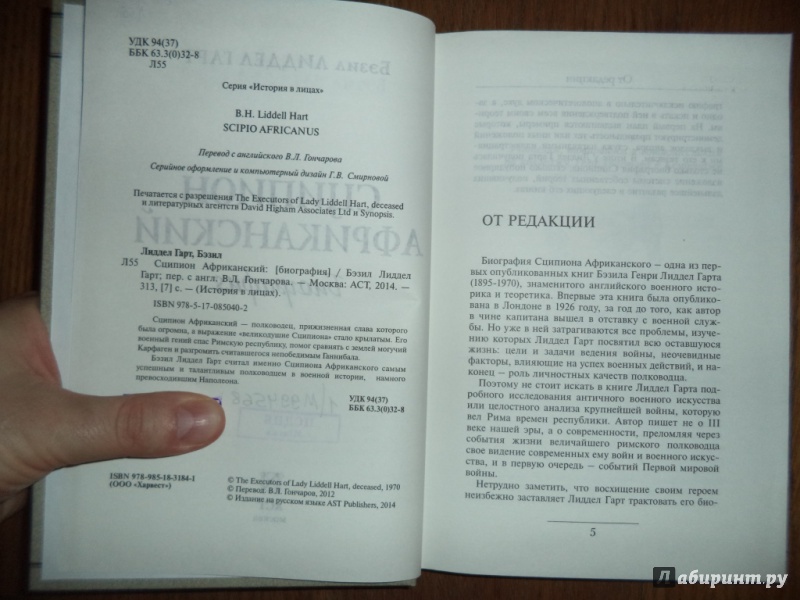 УДК 94(37)
ББК 63.3(0)32-8
Л55
Серия «История в лицах»
B.H. Liddell Hart
SCIPIO AFRICANUS
Перевод с английского В.Л. Гончарова
Серийное оформление и компьютерный дизайн Г.В. Смирновой
Печатается с разрешения The Executors of Lady Liddell Hart, deceased
и литературных агентств David Higham Associates Ltd и Synopsis.
Лиддел Гарт, Бэзил
Л55 Сципион Африканский: [биография] / Бэзил Лиддел
Гарт; пер. с англ. В.Л. Гончарова. — Москва: АСТ, 2014. —
313, [7] с. — (История в лицах).
ISBN 978-5-17-085040-2
Сципион Африканский – полководец, прижизненная слава которого
была огромна, а выражение «великодушие Сципиона» стало крылатым. Его
военный гений спас Римскую республику, помог сравнять с землей могучий
Карфаген и разгромить считавшегося непобедимым Ганнибала.
Бэзил Лиддел Гарт считал именно Сципиона Африканского самым
успешным и талантливым полководцем в военной истории, намного
превосходившим Наполеона.
УДК 94(37)
ББК 63.3(0)32-8
ISBN 978-985-18-3184-1
(ООО «Харвест»)
© The Executors of Lady Liddell Hart, deceased, 1970
© Перевод. В.Л. Гончаров, 2012
© Издание на русском языке AST Publishers, 2014
ОТ РЕДАКЦИИ
Биография Сципиона Африканского – одна из пер-
вых опубликованных книг Бэзила Генри Лиддел Гарта
(1895-1970), знаменитого английского военного исто-
рика и теоретика. Впервые эта книга была опублико-
вана в Лондоне в 1926 году, за год до того, как автор
в чине капитана вышел в отставку с военной служ-
бы. Но уже в ней затрагиваются все проблемы, изуче-
нию которых Лиддел Гарт посвятил всю оставшуюся
жизнь: цели и задачи ведения войны, неочевидные
факторы, влияющие на успех военных действий, и на-
конец – роль личностных качеств полководца.
Поэтому не стоит искать в книге Лиддел Гарта под-
робного исследования античного военного искусства
или целостного анализа крупнейшей войны, которую
вел Рима времен республики. Автор пишет не о III
веке нашей эры, а о современности, преломляя через
события жизни величайшего римского полководца
свое видение современных ему войн и военного искус-
ства, и в первую очередь – событий Первой мировой
войны.
Нетрудно заметить, что восхищение своим героем
неизбежно заставляет Лиддел Гарта трактовать его био-
5
Лабиринт.ру